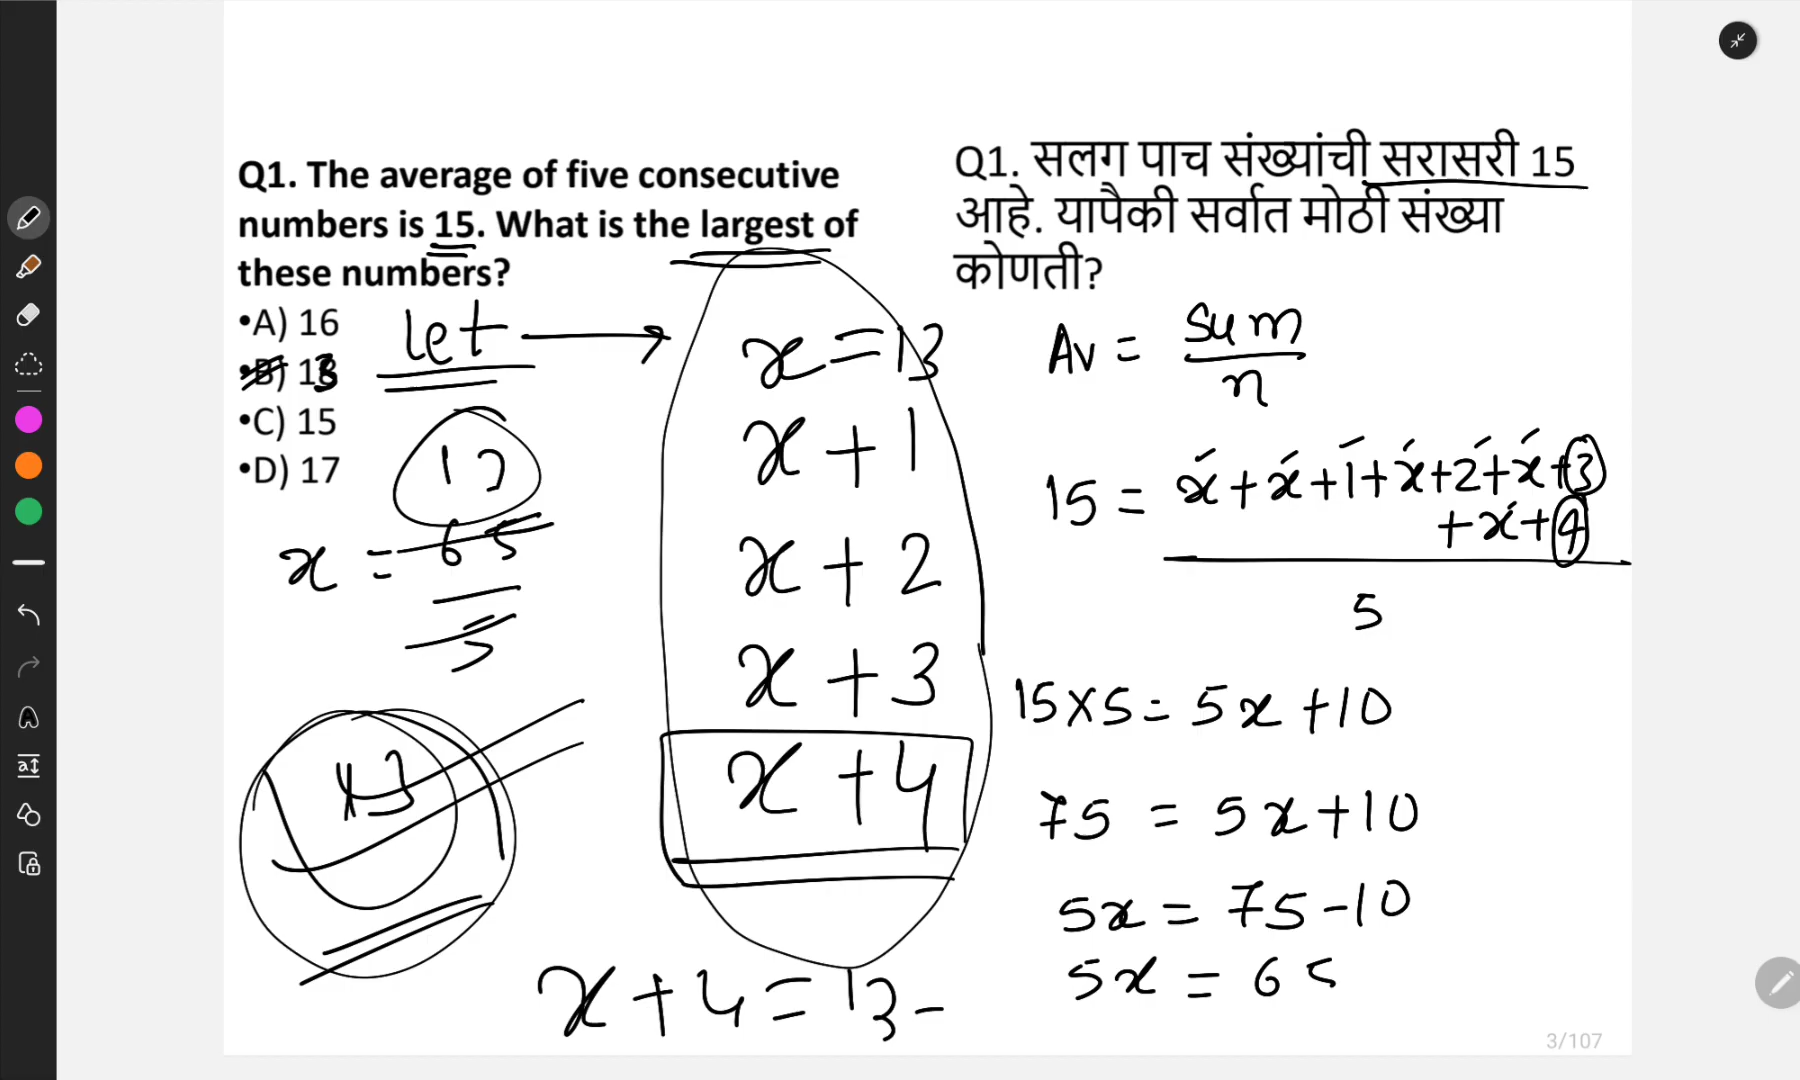 Q1. The average of five consecutive
numbers is 15. What is the largest of
these numbers?
•A) 16
•B) 13
•C) 15
•D) 17
Q1. सलग पाच संख्यांची सरासरी 15
आहे. यापैकी सर्वात मोठी संख्या
कोणती?
let
x = 13
x + 1
x + 2
x + 3
x + 4
x + 4 = 13 -
13
x = 65
5
Av = sum
n
15 = x + x + 1 + x + 2 + x + 3
+ x + 4
5
15 x 5 = 5x + 10
75 = 5x + 10
5x = 75 - 10
5x = 65
3/107